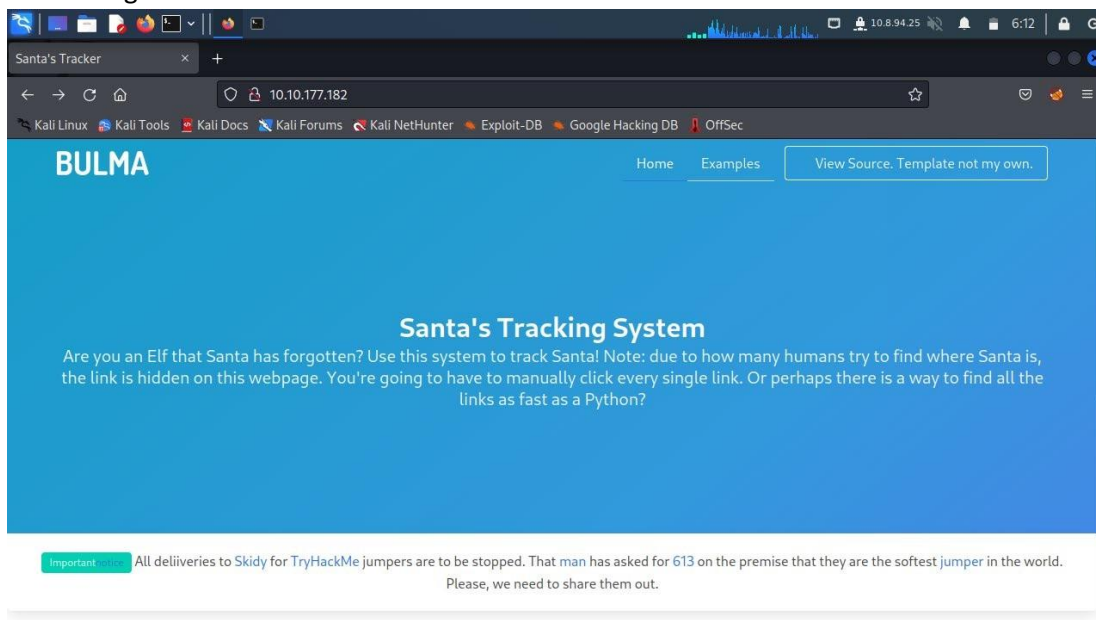 10.8.94.25 6:12
Santa's Tracker
10.10.177.182
Kali Linux Kali Tools Kali Docs Kali Forums Kali NetHunter Exploit-DB Google Hacking DB OffSec
BULMA Home Examples View Source. Template not my own.
Santa's Tracking System
Are you an Elf that Santa has forgotten? Use this system to track Santa! Note: due to how many humans try to find where Santa is,
the link is hidden on this webpage. You're going to have to manually click every single link. Or perhaps there is a way to find all the
links as fast as a Python?
Important notice All deliiveries to Skidy for TryHackMe jumpers are to be stopped. That man has asked for 613 on the premise that they are the softest jumper in the world.
Please, we need to share them out.